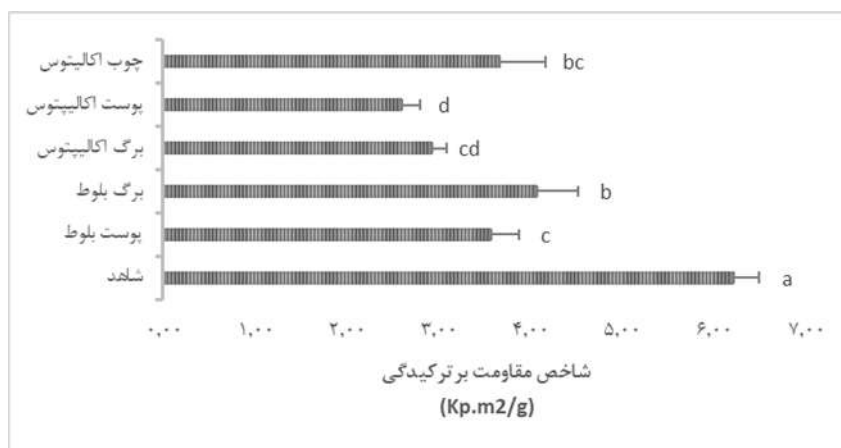 چوب اکالیتوس bc
پوست اکالیپتوس d
برگ اکالیپتوس cd
برگ بلوط b
پوست بلوط c
شاهد a
۰,۰۰ ۱,۰۰ ۲,۰۰ ۳,۰۰ ۴,۰۰ ۵,۰۰ ۶,۰۰ ۷,۰۰
شاخص مقاومت بر ترکیدگی
(Kp.m2/g)